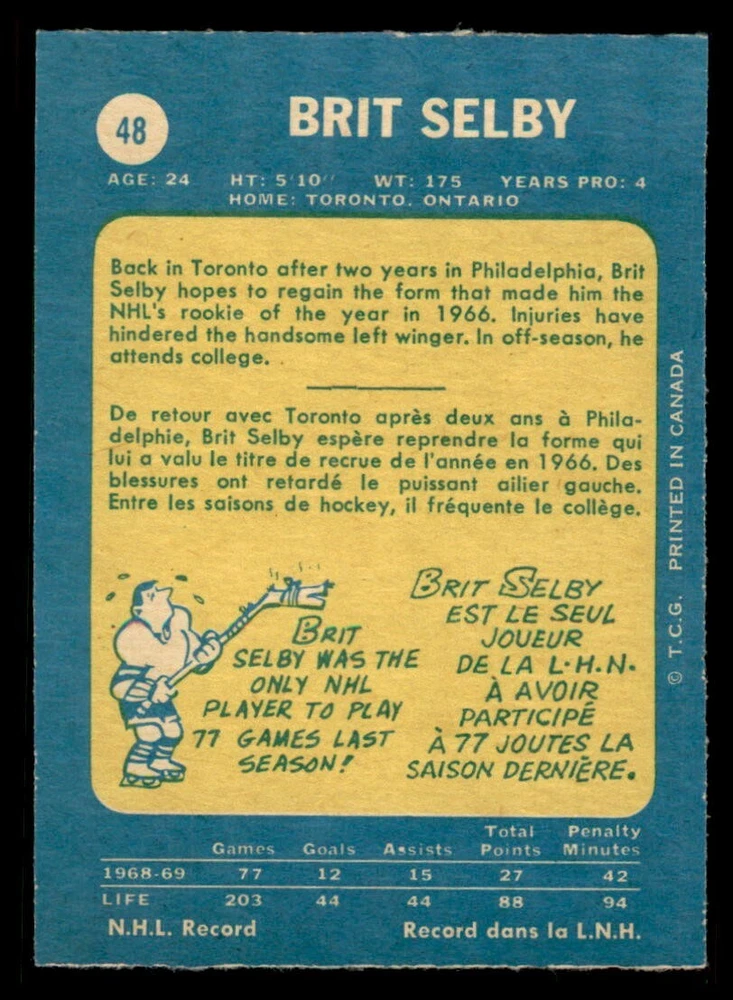 48
BRIT SELBY
AGE: 24 HT: 5'10" WT: 175 YEARS PRO: 4
HOME: TORONTO. ONTARIO
Back in Toronto after two years in Philadelphia, Brit
Selby hopes to regain the form that made him the
NHL's rookie of the year in 1966. Injuries have
hindered the handsome left winger. In off-season, he
attends college.
De retour avec Toronto après deux ans à Phila-
delphie, Brit Selby espère reprendre la forme qui
lui a valu le titre de recrue de l'année en 1966. Des
blessures ont retardé le puissant ailier gauche.
Entre les saisons de hockey, il fréquente le collège.
BRIT
SELBY WAS THE
ONLY NHL
PLAYER TO PLAY
77 GAMES LAST
SEASON!
BRIT SELBY
EST LE SEUL
JOUEUR
DE LA L.H.N.
À AVOIR
PARTICIPÉ
À 77 JOUTES LA
SAISON DERNIÈRE.
© T.C.G. PRINTED IN CANADA
Games Goals Assists Total Points Penalty Minutes
1968-69 77 12 15 27 42
LIFE 203 44 44 88 94
N.H.L. Record Record dans la L.N.H.